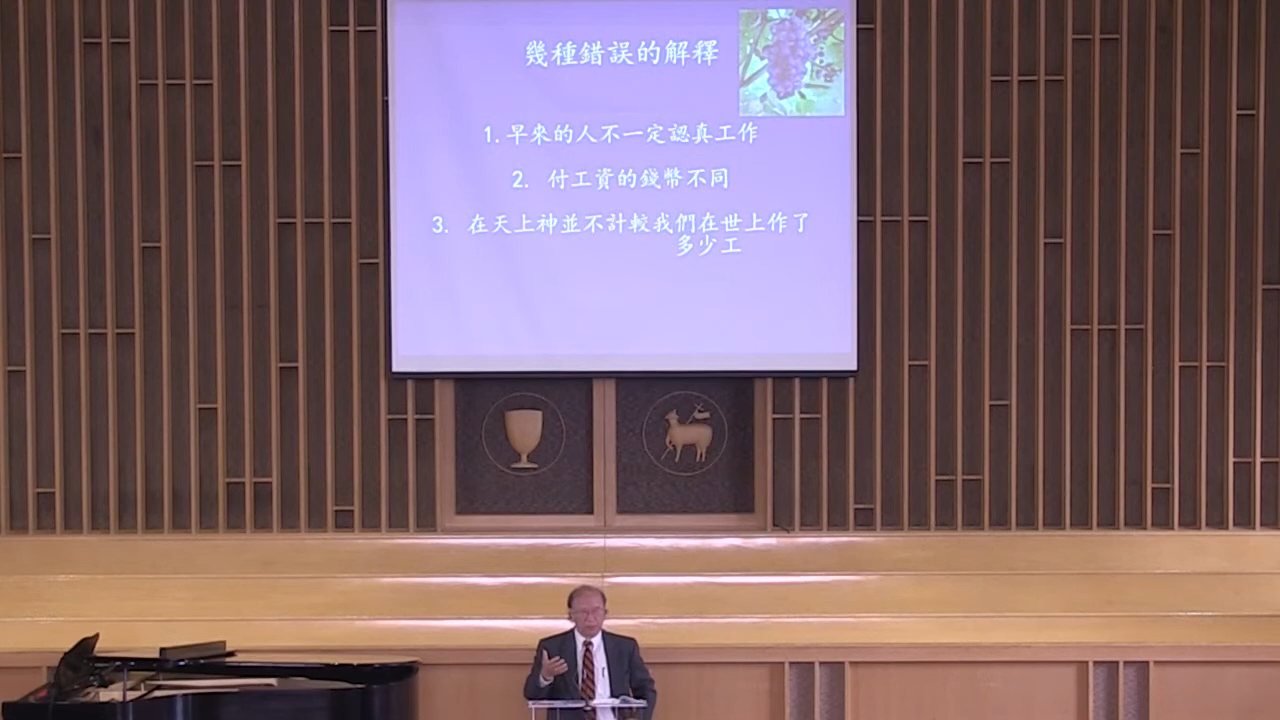 幾種錯誤的解釋
1.早來的人不一定認真工作
2. 付工資的錢幣不同
3. 在天上神並不計較我們在世上作了
多少工